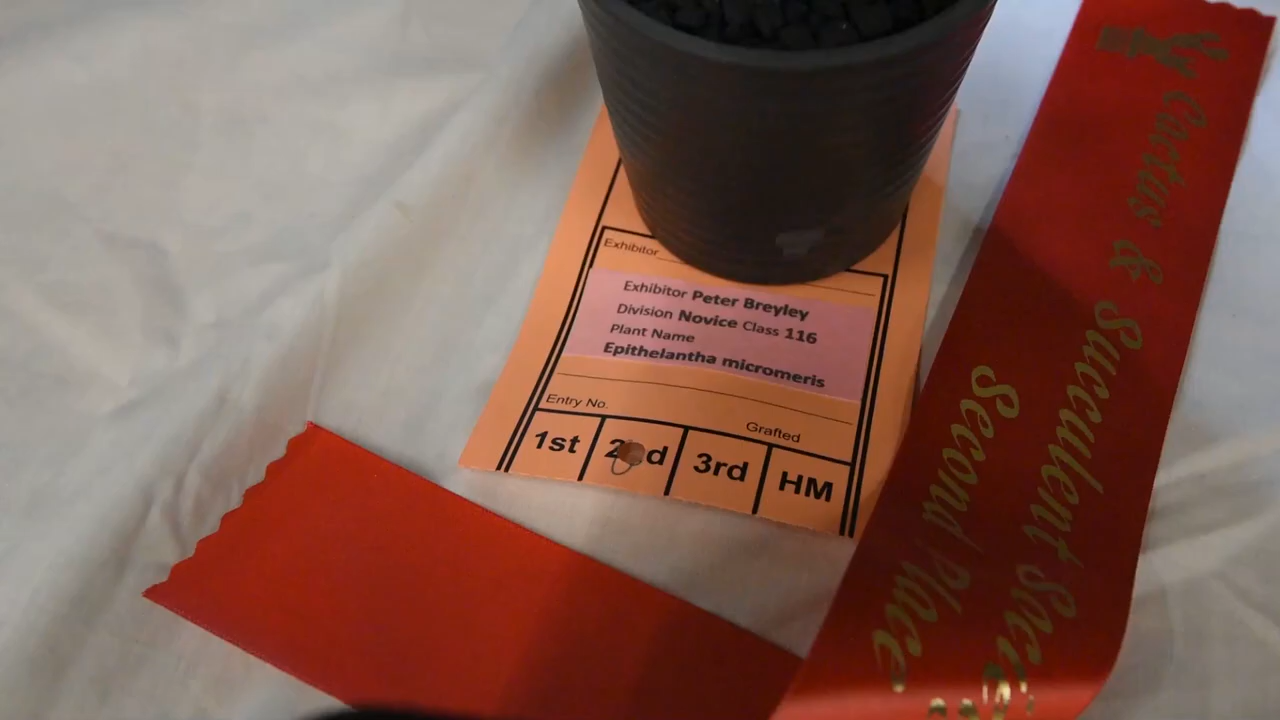 Exhibitor
Exhibitor Peter Breyley
Division Novice Class 116
Plant Name
Epithelantha micromeris
Entry No.
Grafted
1st 2nd 3rd HM
Cactus & Succulent Society
Second Place